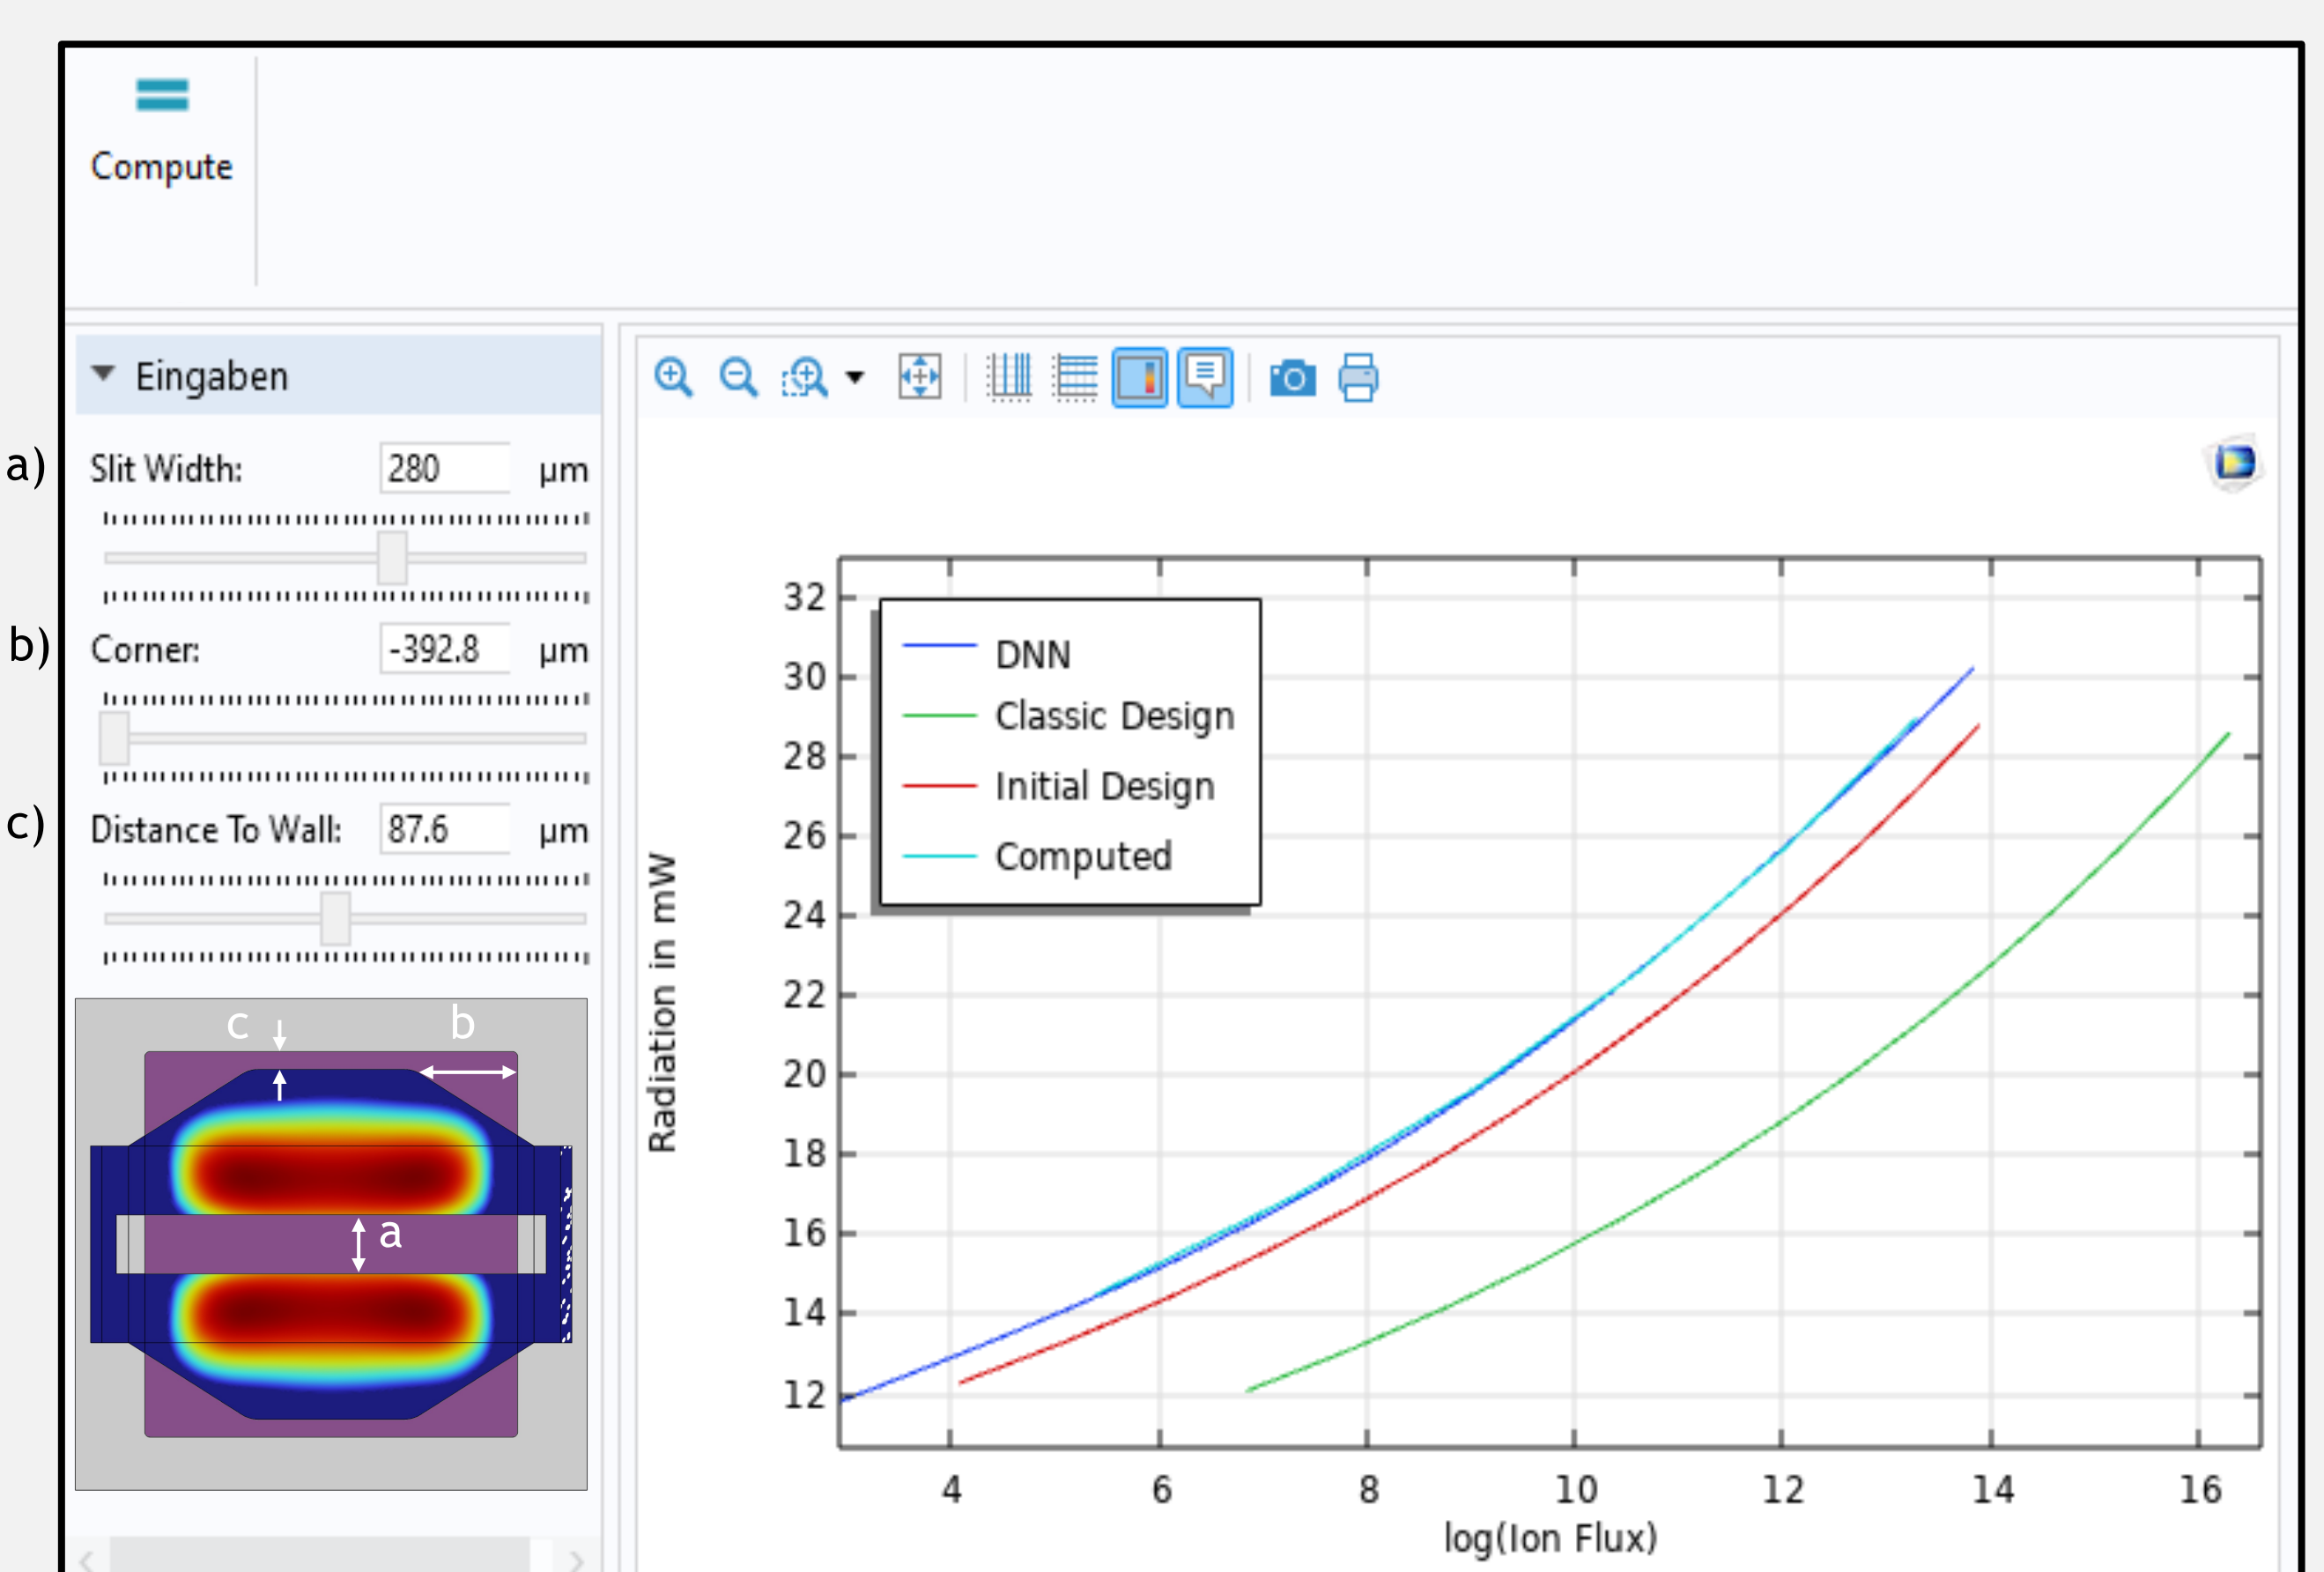 Compute
Eingaben
a) Slit Width: 280 µm
b) Corner: -392.8 µm
c) Distance To Wall: 87.6 µm
c b
a
32
30
28
26
24
22
20
18
16
14
12
DNN
Classic Design
Initial Design
Computed
Radiation in mW
4 6 8 10 12 14 16
log(Ion Flux)